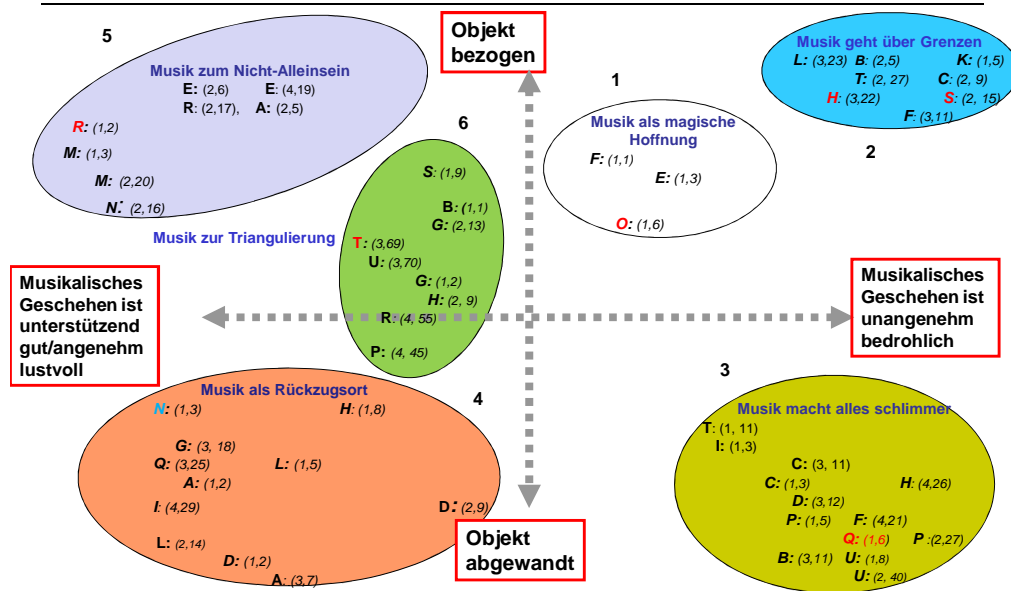 5
Musik zum Nicht-Alleinsein
E: (2,6) E: (4,19)
R: (2,17), A: (2,5)
R: (1,2)
M: (1,3)
M: (2,20)
N: (2,16)
Objekt
bezogen
1
Musik als magische
Hoffnung
F: (1,1)
E: (1,3)
O: (1,6)
Musik geht über Grenzen
L: (3,23) B: (2,5) K: (1,5)
T: (2, 27) C: (2, 9)
H: (3,22) S: (2, 15)
F: (3,11)
2
6
S: (1,9)
B: (1,1)
G: (2,13)
Musik zur Triangulierung
T: (3,69)
U: (3,70)
G: (1,2)
H: (2, 9)
R: (4, 55)
P: (4, 45)
Musikalisches
Geschehen ist
unterstützend
gut/angenehm
lustvoll
Musikalisches
Geschehen ist
unangenehm
bedrohlich
Musik als Rückzugsort
4
N: (1,3) H: (1,8)
G: (3, 18)
Q: (3,25) L: (1,5)
A: (1,2)
I: (4,29) D: (2,9)
L: (2,14)
D: (1,2)
A: (3,7)
Objekt
abgewandt
3
Musik macht alles schlimmer
T: (1, 11)
I: (1,3)
C: (3, 11)
C: (1,3) H: (4,26)
D: (3,12)
P: (1,5) F: (4,21)
Q: (1,6) P :(2,27)
B: (3,11) U: (1,8)
U: (2, 40)